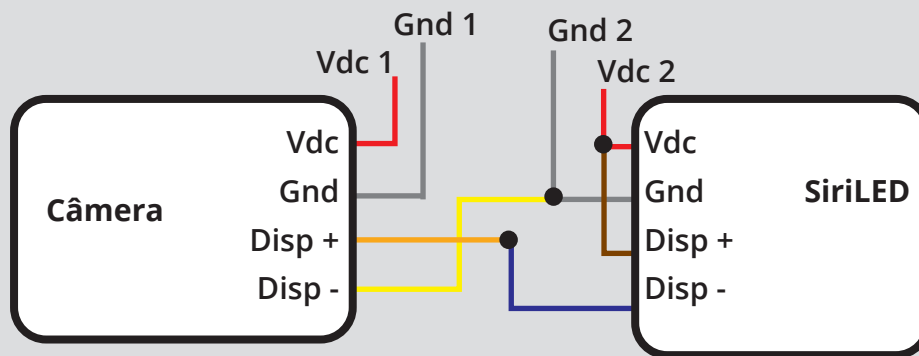 Gnd 1
Gnd 2
Vdc 1
Vdc 2
Câmera
Vdc
Gnd
Disp +
Disp -
Vdc
Gnd
Disp +
Disp -
SiriLED